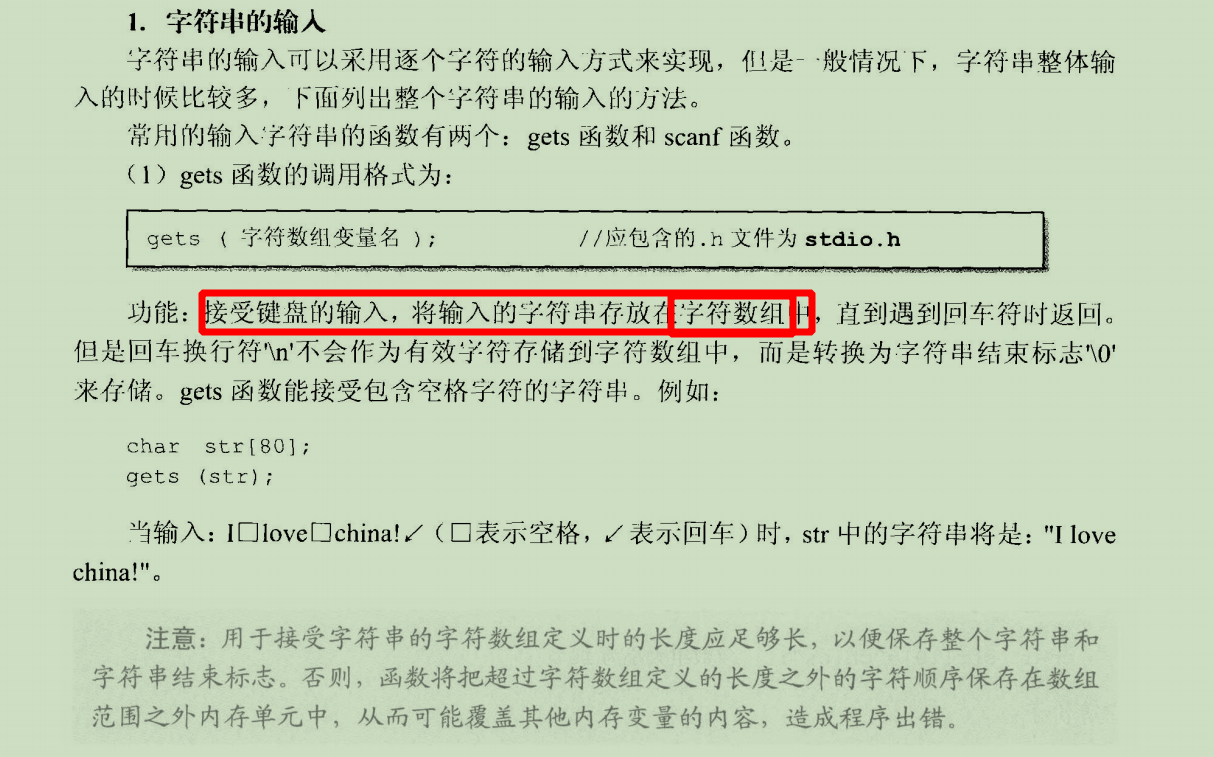 1. 字符串的输入
字符串的输入可以采用逐个字符的输入方式来实现，但是一般情况下，字符串整体输
入的时候比较多，下面列出整个字符串的输入的方法。
常用的输入字符串的函数有两个：gets 函数和 scanf 函数。
（1）gets 函数的调用格式为：
gets ( 字符数组变量名 ); //应包含的.h 文件为 stdio.h
功能：接受键盘的输入，将输入的字符串存放在字符数组中，直到遇到回车符时返回。
但是回车换行符'\n'不会作为有效字符存储到字符数组中，而是转换为字符串结束标志'\0'
来存储。gets 函数能接受包含空格字符的字符串。例如：
char str[80];
gets (str);
当输入：I□love□china!↙（□表示空格，↙表示回车）时，str 中的字符串将是："I love
china!"。
注意：用于接受字符串的字符数组定义时的长度应足够长，以便保存整个字符串和
字符串结束标志。否则，函数将把超过字符数组定义的长度之外的字符顺序保存在数组
范围之外内存单元中，从而可能覆盖其他内存变量的内容，造成程序出错。